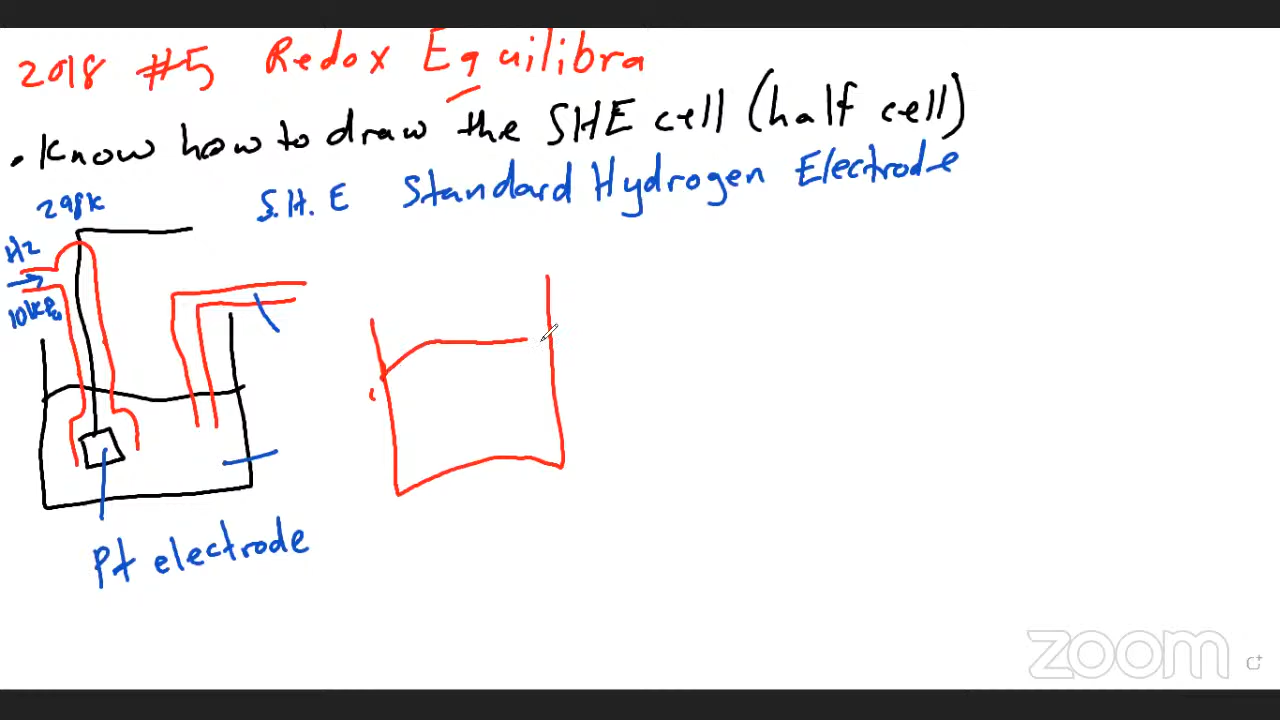 2018 #5 Redox Equilibra
• Know how to draw the SHE cell (half cell)
S.H.E Standard Hydrogen Electrode
298K
H2
101KPa
Pt electrode
zoom